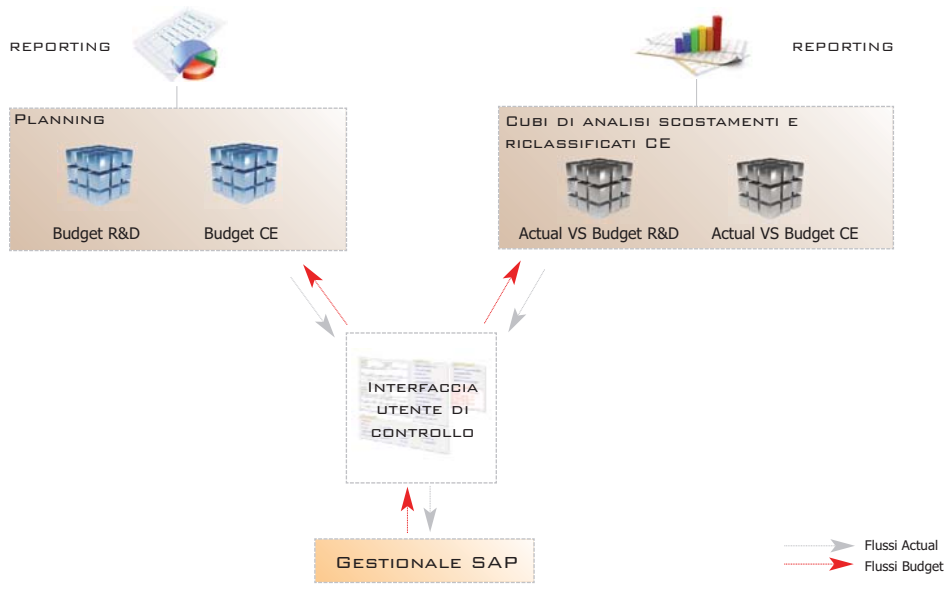 REPORTING
REPORTING
PLANNING
Budget R&D
Budget CE
CUBI DI ANALISI SCOSTAMENTI E
RICLASSIFICATI CE
Actual VS Budget R&D
Actual VS Budget CE
INTERFACCIA
UTENTE DI
CONTROLLO
GESTIONALE SAP
Flussi Actual
Flussi Budget